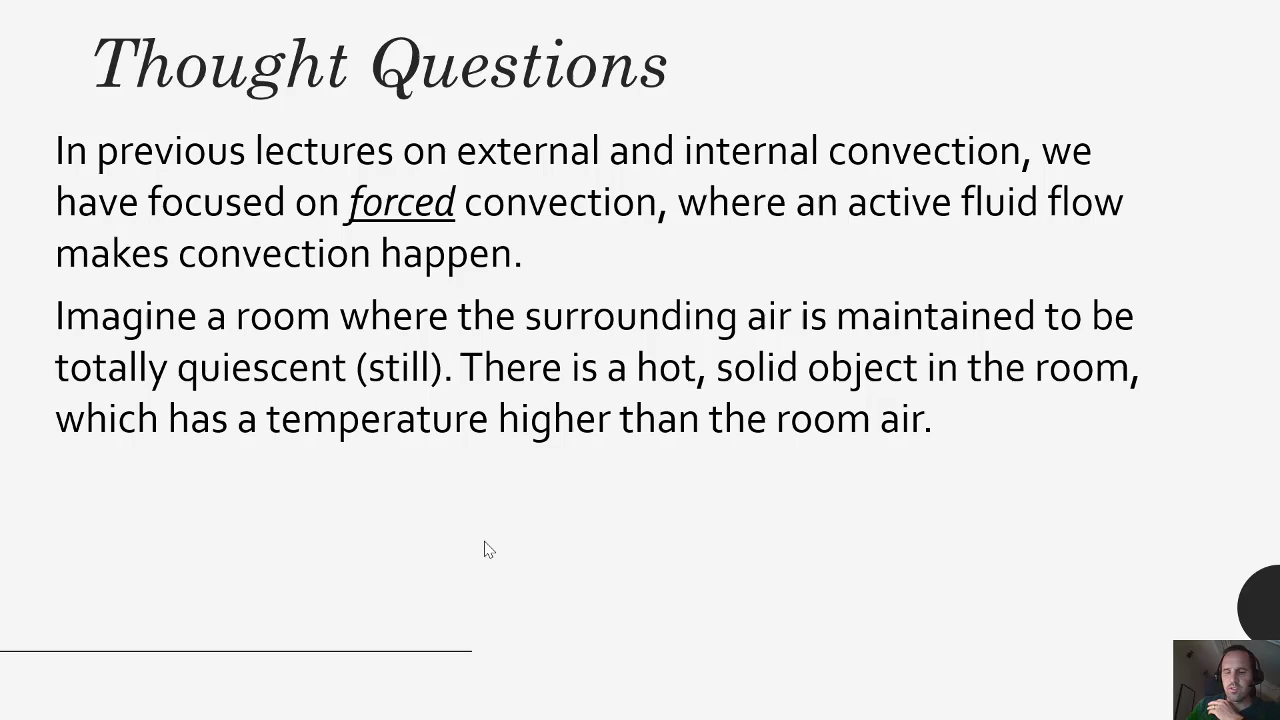 Thought Questions
In previous lectures on external and internal convection, we
have focused on forced convection, where an active fluid flow
makes convection happen.
Imagine a room where the surrounding air is maintained to be
totally quiescent (still). There is a hot, solid object in the room,
which has a temperature higher than the room air.